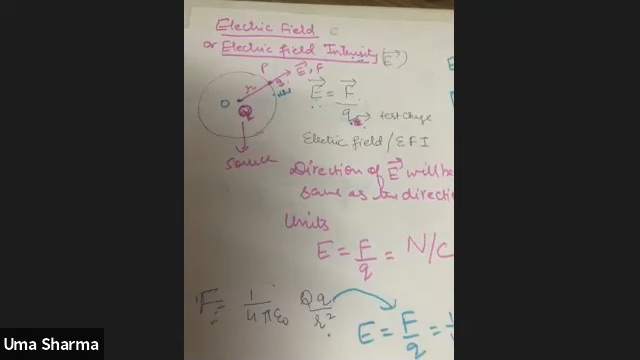 Electric Field
or Electric field Intensity (E→)
P E→, F
r q
O
Q
source
E→ = F→/q → test charge
Electric field / EFI
Direction of E→ will be
same as the direction
Units
E = F/q = N/C
F = 1/4πε₀ Qq/r²
E = F/q =
Uma Sharma